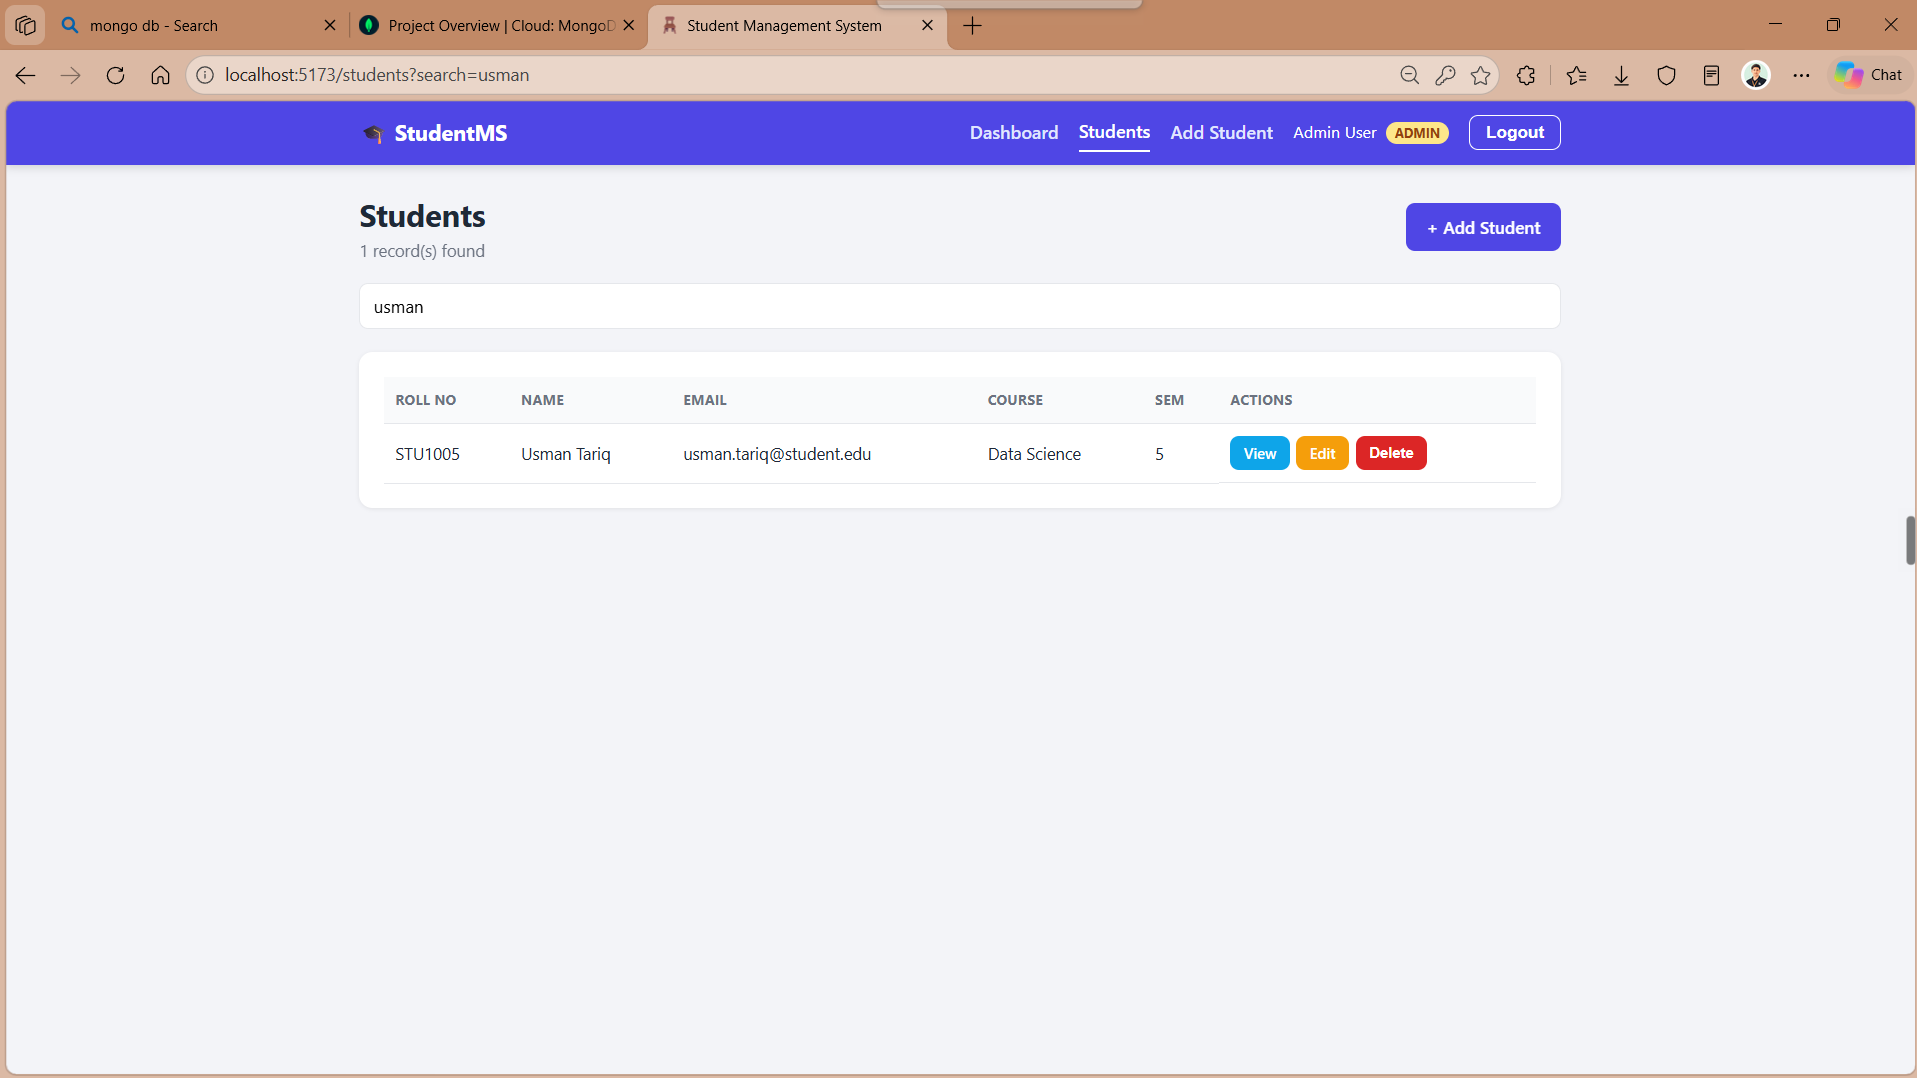 mongo db - Search
Project Overview | Cloud: MongoD
Student Management System
localhost:5173/students?search=usman
Chat
StudentMS
Dashboard Students Add Student Admin User ADMIN Logout
Students
1 record(s) found
+ Add Student
usman
ROLL NO NAME EMAIL COURSE SEM ACTIONS
STU1005 Usman Tariq usman.tariq@student.edu Data Science 5 View Edit Delete